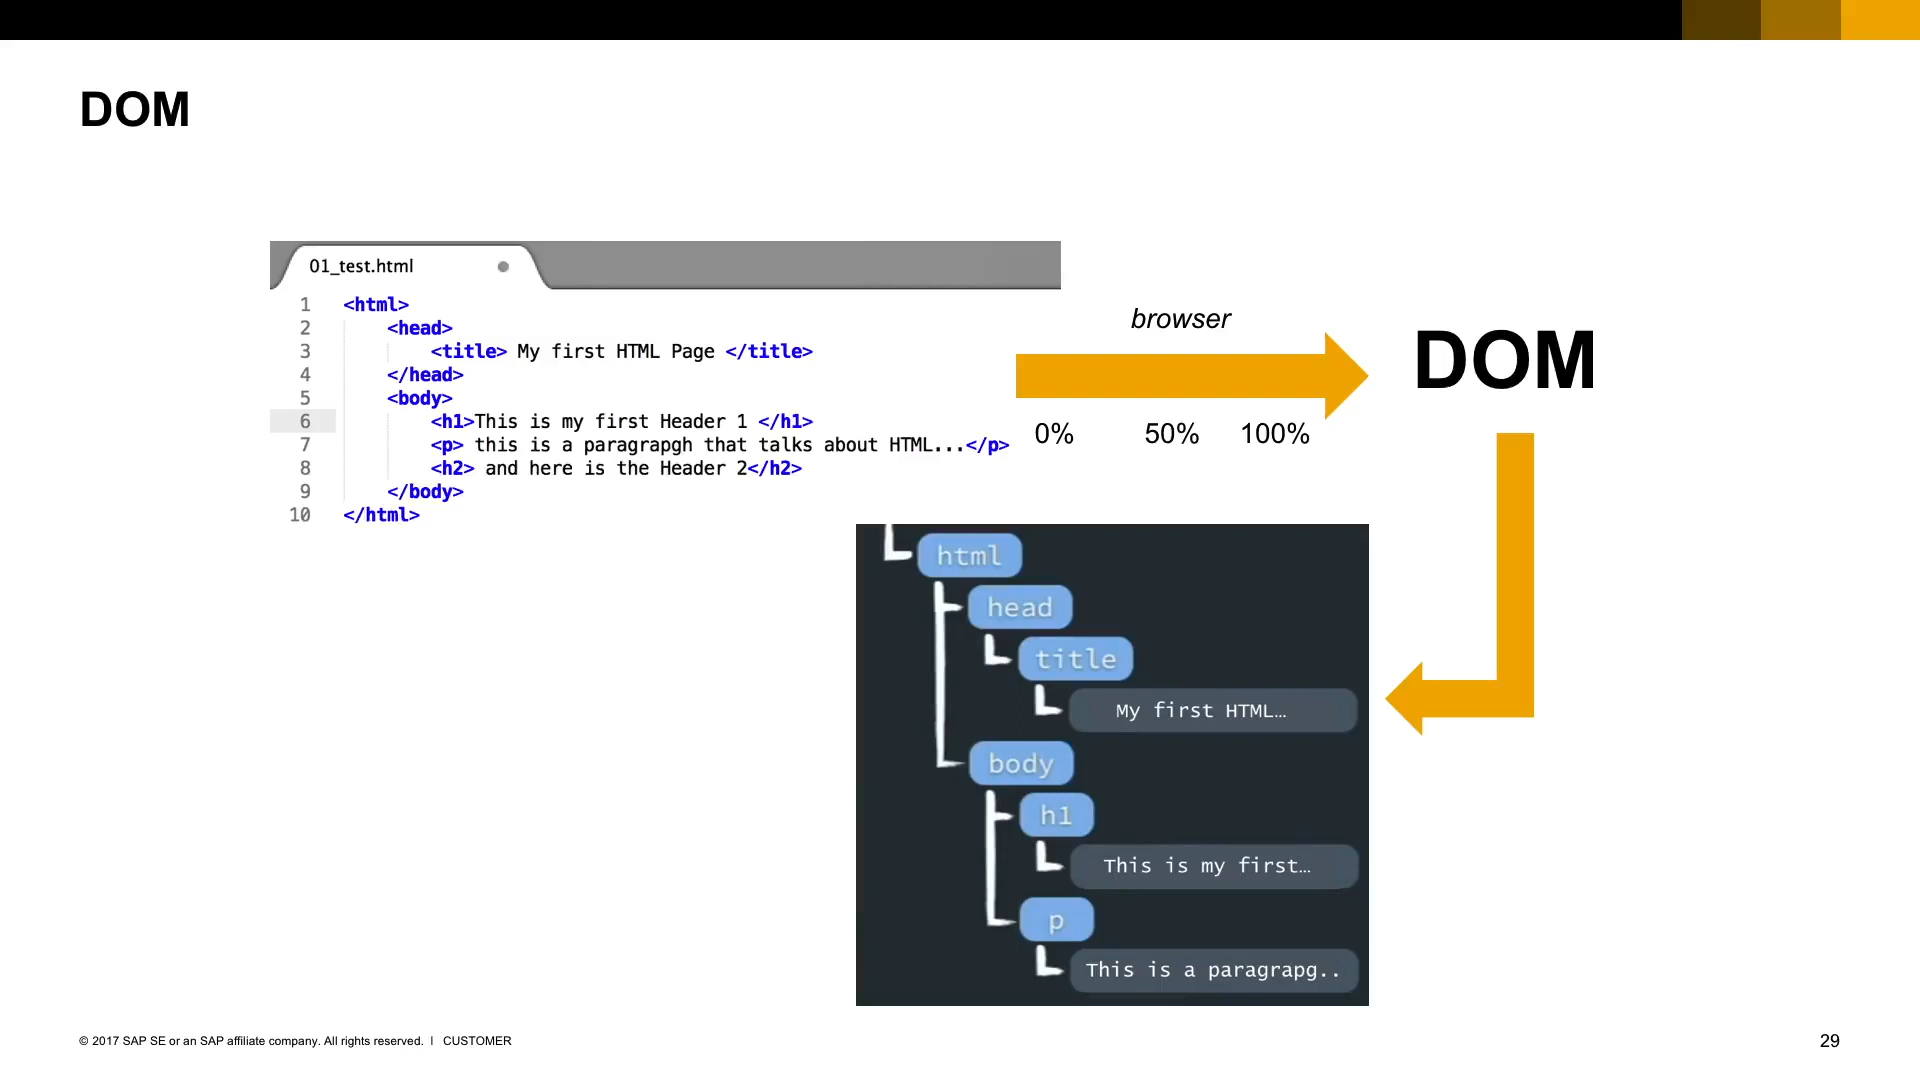 DOM
01_test.html
1 <html>
2 <head>
3 <title> My first HTML Page </title>
4 </head>
5 <body>
6 <h1>This is my first Header 1 </h1>
7 <p> this is a paragrapgh that talks about HTML...</p>
8 <h2> and here is the Header 2</h2>
9 </body>
10 </html>
browser
0% 50% 100%
DOM
html
head
title
My first HTML…
body
h1
This is my first…
p
This is a paragrapg..
© 2017 SAP SE or an SAP affiliate company. All rights reserved. | CUSTOMER
29